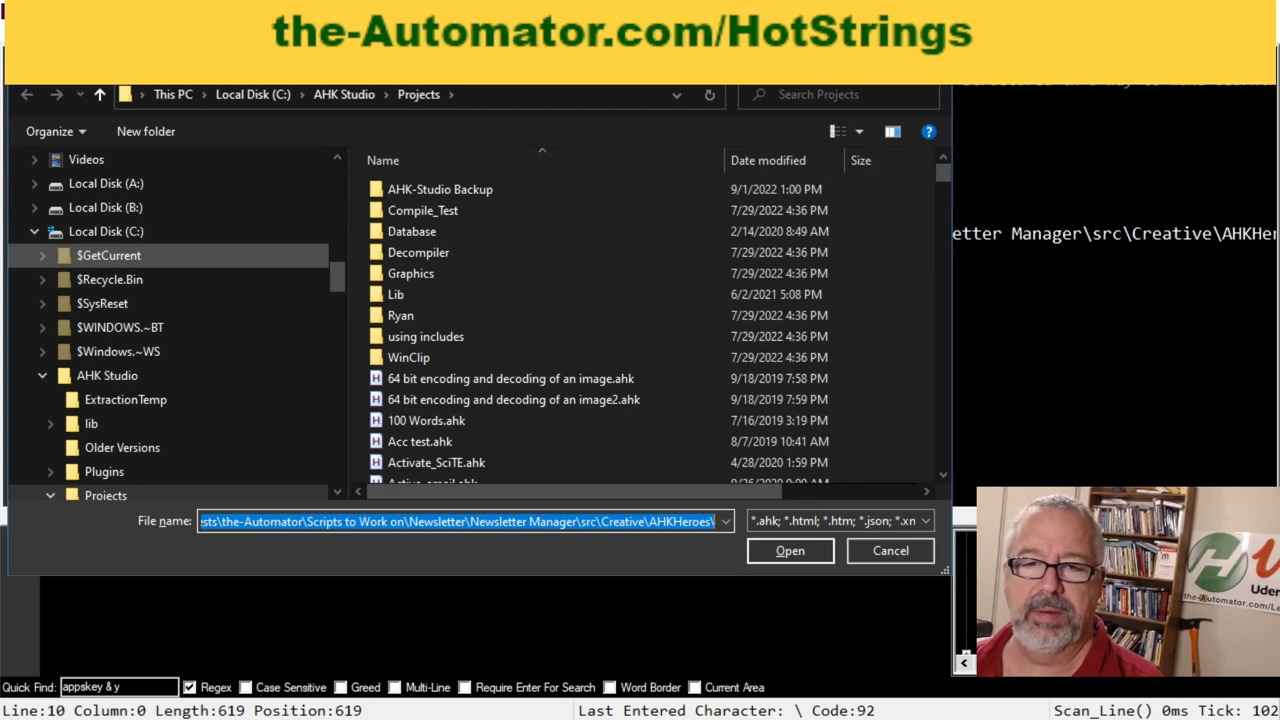 the-Automator.com/HotStrings
This PC › Local Disk (C:) › AHK Studio › Projects ›
Search Projects
Organize
New folder
Name
Date modified
Size
Videos
Local Disk (A:)
Local Disk (B:)
Local Disk (C:)
$GetCurrent
$Recycle.Bin
$SysReset
$WINDOWS.~BT
$Windows.~WS
AHK Studio
ExtractionTemp
lib
Older Versions
Plugins
Projects
AHK-Studio Backup 9/1/2022 1:00 PM
Compile_Test 7/29/2022 4:36 PM
Database 2/14/2020 8:49 AM
Decompiler 7/29/2022 4:36 PM
Graphics 7/29/2022 4:36 PM
Lib 6/2/2021 5:08 PM
Ryan 7/29/2022 4:36 PM
using includes 7/29/2022 4:36 PM
WinClip 7/29/2022 4:36 PM
64 bit encoding and decoding of an image.ahk 9/18/2019 7:58 PM
64 bit encoding and decoding of an image2.ahk 9/18/2019 7:59 PM
100 Words.ahk 7/16/2019 3:19 PM
Acc test.ahk 8/7/2019 10:41 AM
Activate_SciTE.ahk 4/28/2020 1:59 PM
etter Manager\src\Creative\AHKHer
File name:
sts\the-Automator\Scripts to Work on\Newsletter\Newsletter Manager\src\Creative\AHKHeroes\
*.ahk; *.html; *.htm; *.json; *.xn
Open
Cancel
H
Uden
the-Automator.com/Le
Quick Find: appskey & y Regex Case Sensitive Greed Multi-Line Require Enter For Search Word Border Current Area
Line:10 Column:0 Length:619 Position:619
Last Entered Character: \ Code:92
Scan_Line() 0ms Tick: 102